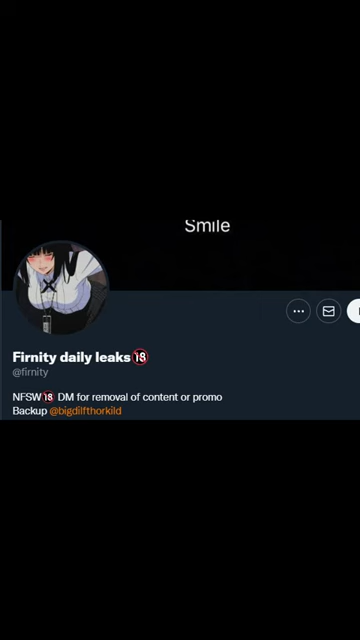 Smile
Firnity daily leaks🔞
@firnity
NFSW🔞 DM for removal of content or promo
Backup @bigdilfthorkild